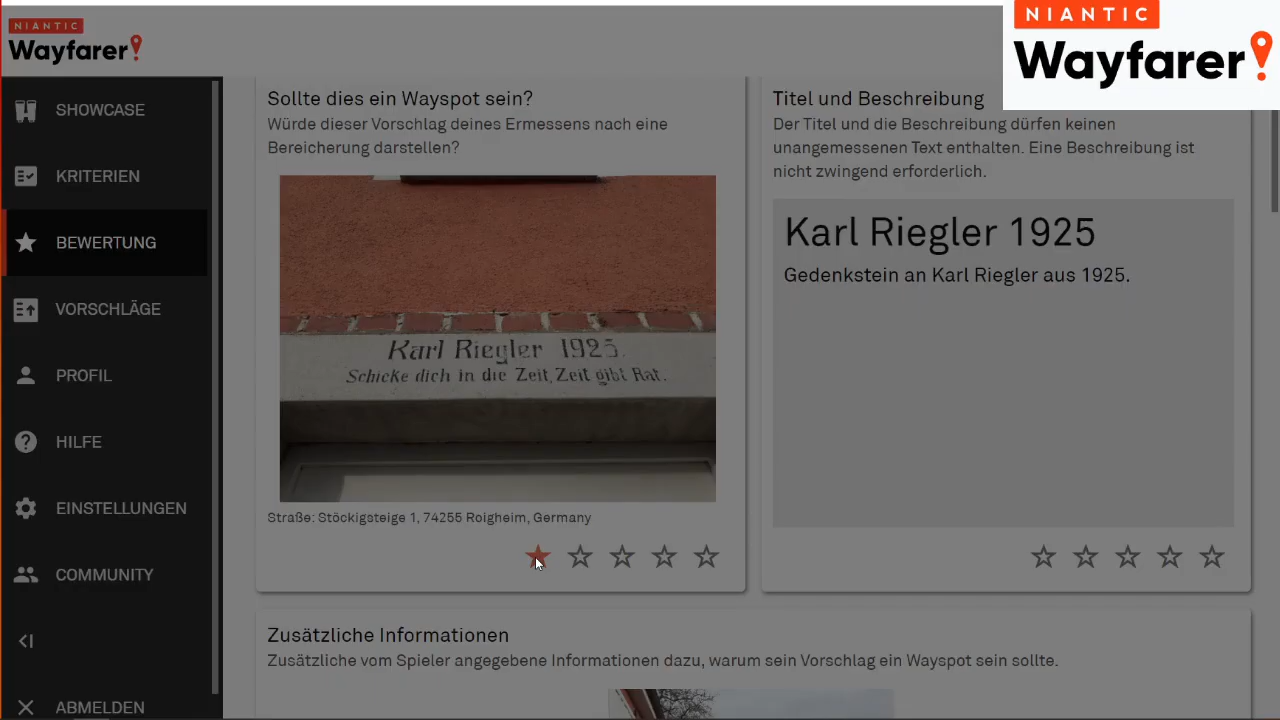 NIANTIC
Wayfarer!
NIANTIC
Wayfarer!
SHOWCASE
KRITERIEN
BEWERTUNG
VORSCHLÄGE
PROFIL
HILFE
EINSTELLUNGEN
COMMUNITY
ABMELDEN
Sollte dies ein Wayspot sein?
Würde dieser Vorschlag deines Ermessens nach eine
Bereicherung darstellen?
Karl Riegler 1925.
Schicke dich in die Zeit, Zeit gibt Rat.
Straße: Stöckigsteige 1, 74255 Roigheim, Germany
Titel und Beschreibung
Der Titel und die Beschreibung dürfen keinen
unangemessenen Text enthalten. Eine Beschreibung ist
nicht zwingend erforderlich.
Karl Riegler 1925
Gedenkstein an Karl Riegler aus 1925.
Zusätzliche Informationen
Zusätzliche vom Spieler angegebene Informationen dazu, warum sein Vorschlag ein Wayspot sein sollte.